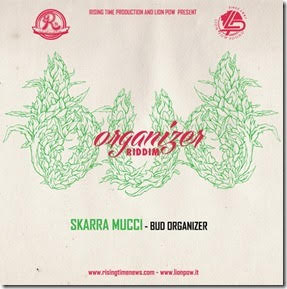 RISING TIME PRODUCTION AND LION POW PRESENT
BUD
organizer
RIDDIM
SKARRA MUCCI - BUD ORGANIZER
www.risingtimenews.com - www.lionpow.it